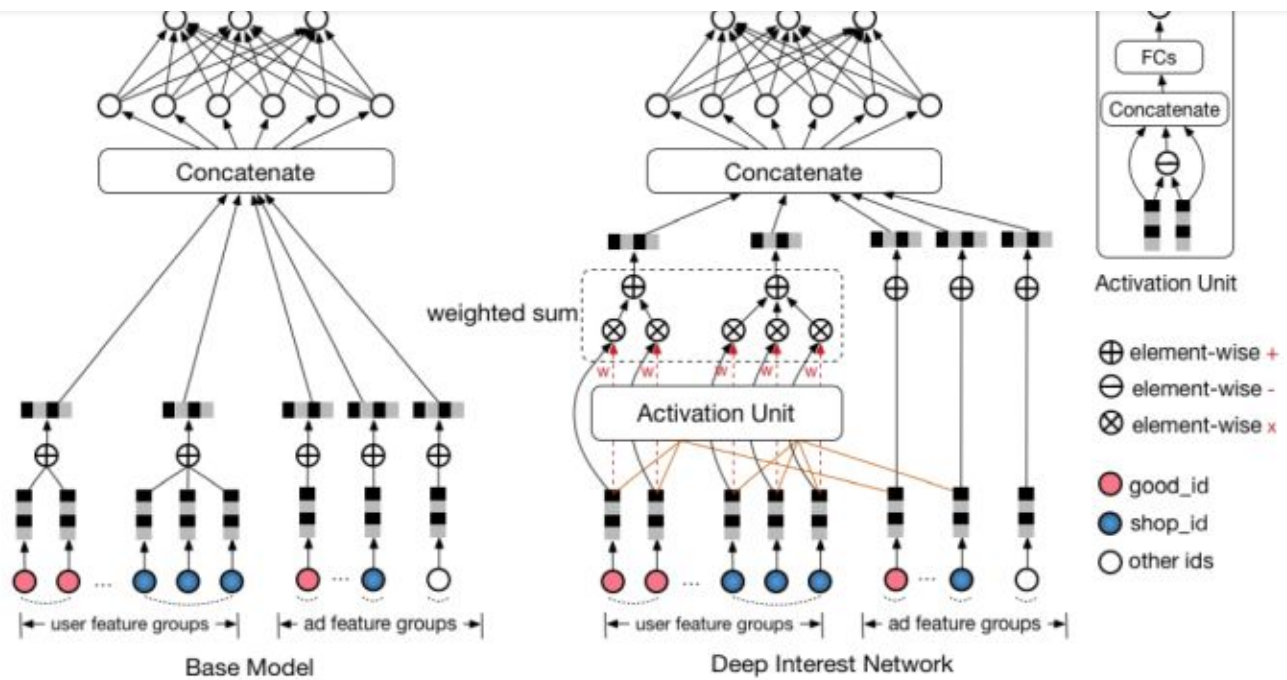 FCs
Concatenate
Concatenate
Concatenate
Activation Unit
weighted sum
w w w w w
Activation Unit
element-wise +
element-wise -
element-wise x
good_id
shop_id
other ids
... ... ... ...
user feature groups
ad feature groups
user feature groups
ad feature groups
Base Model
Deep Interest Network